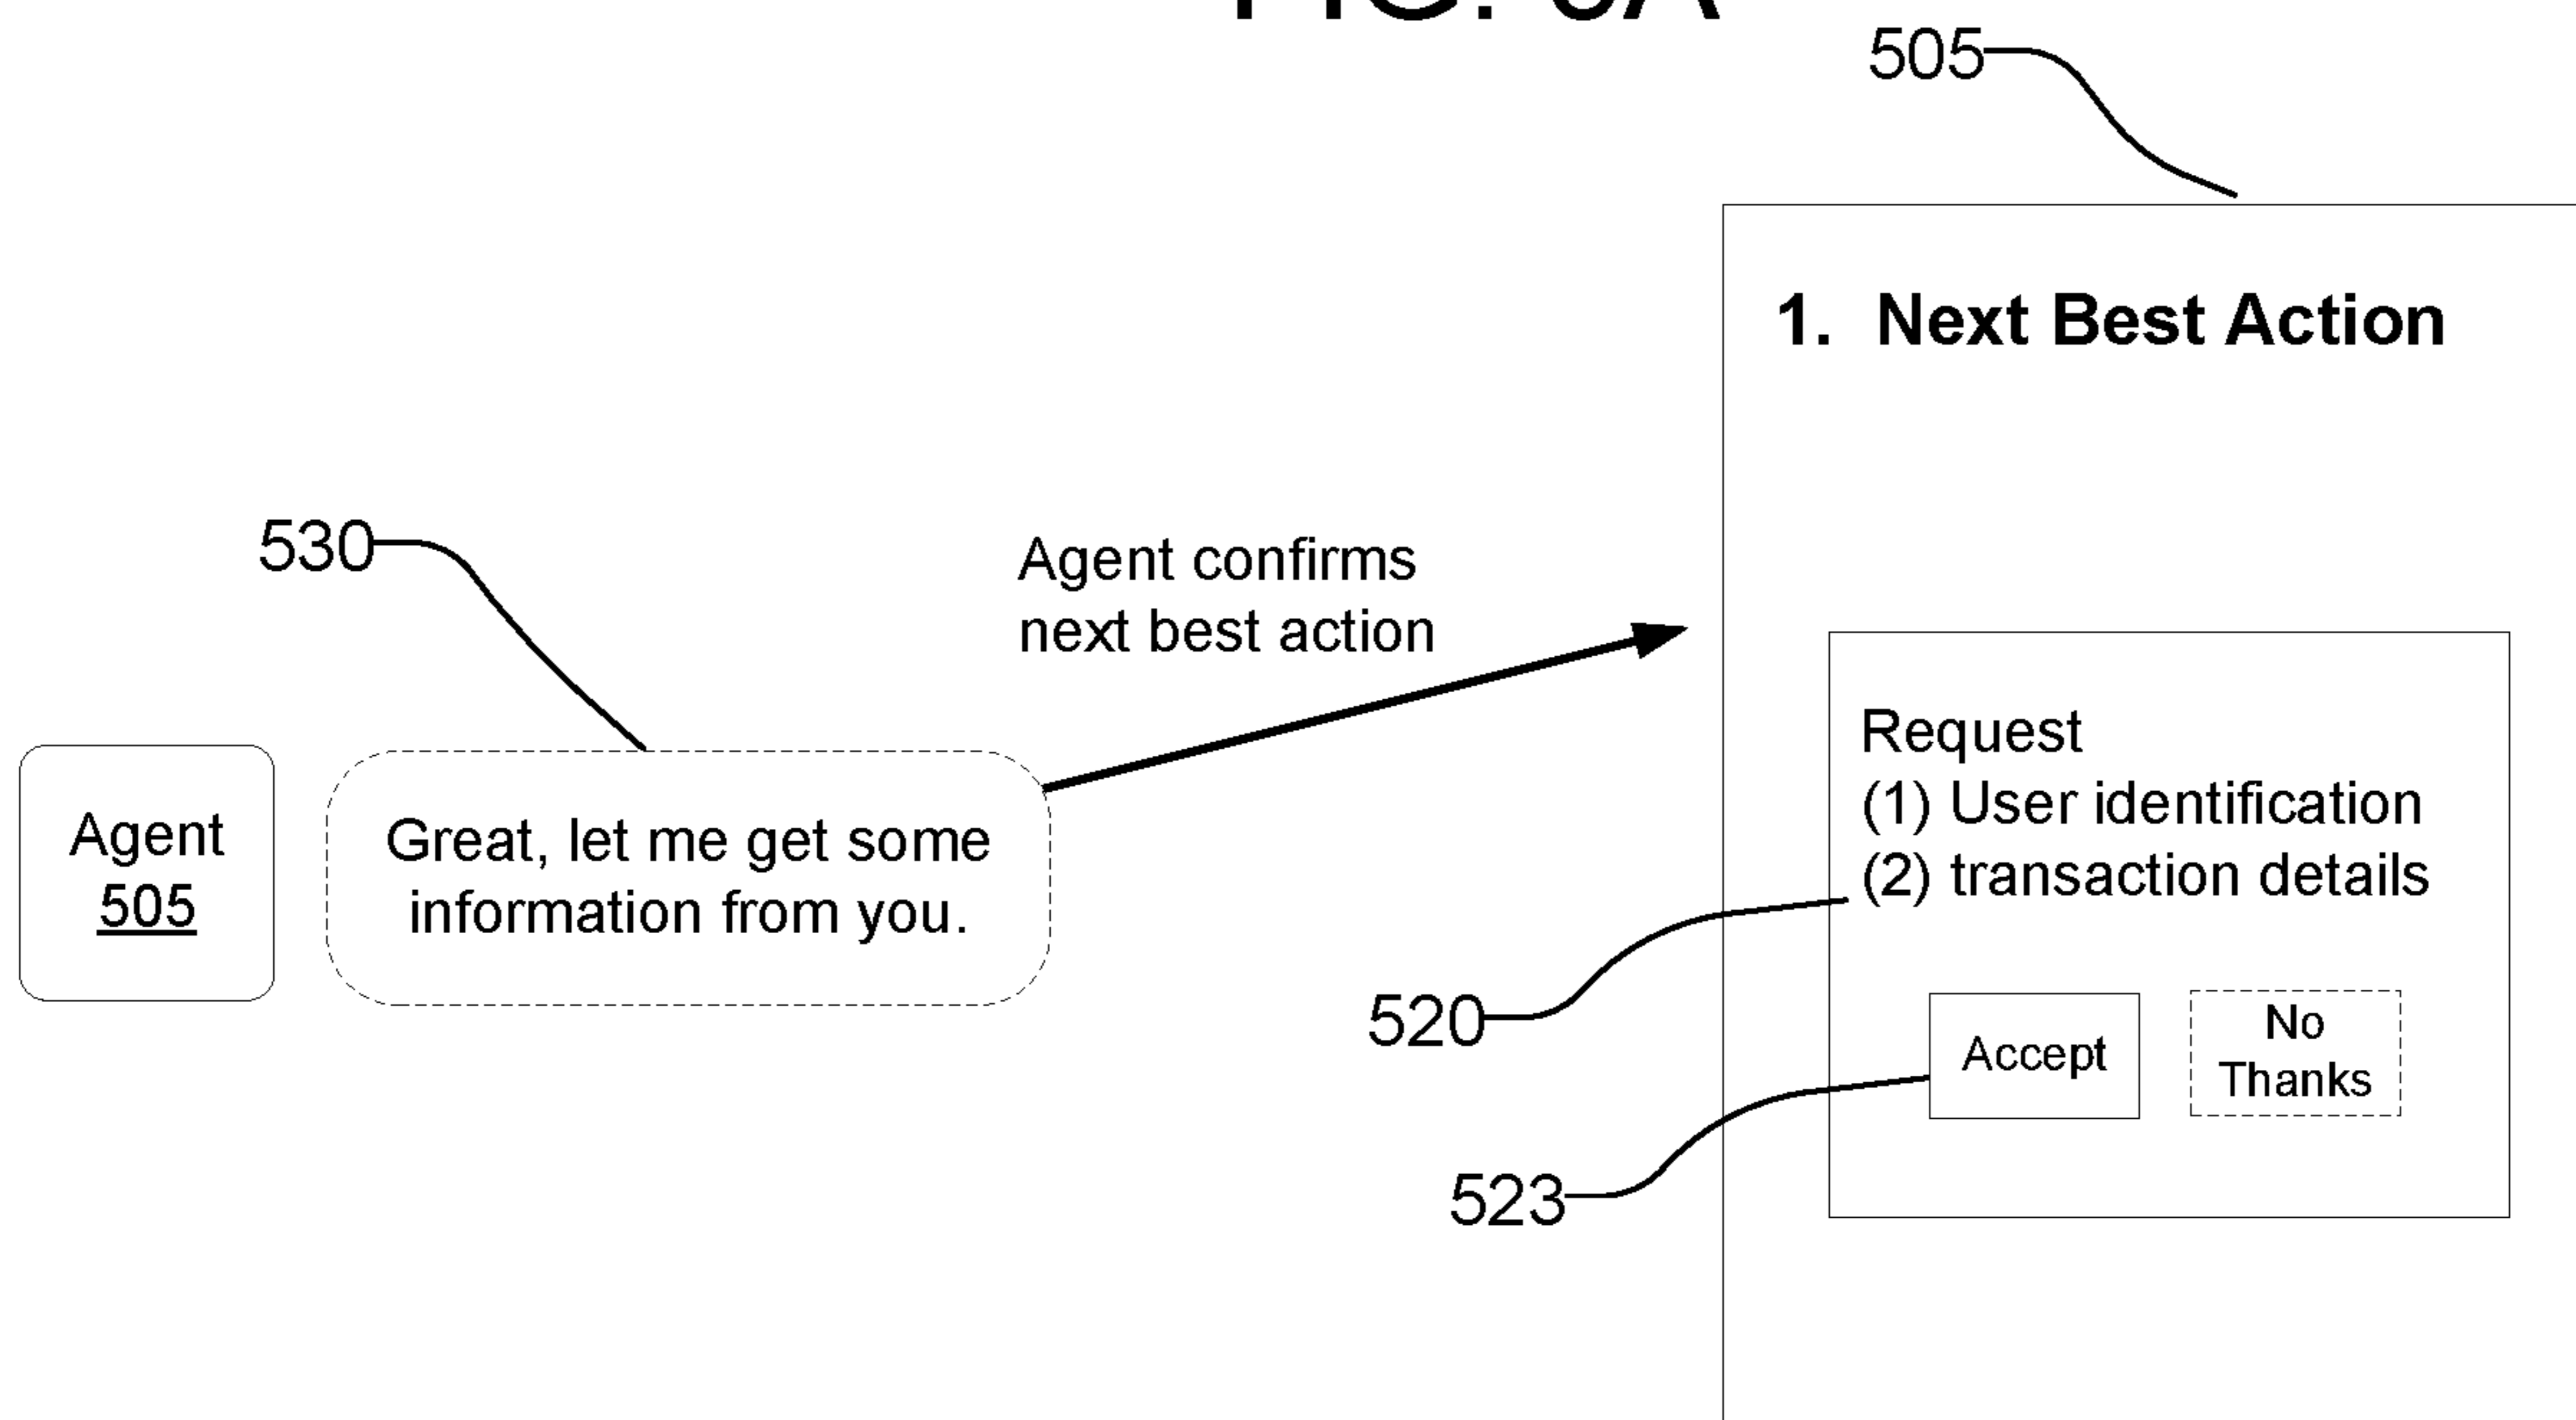 505
1. Next Best Action
530
Agent confirms
next best action
Agent
505
Great, let me get some
information from you.
Request
(1) User identification
(2) transaction details
520
Accept
No
Thanks
523